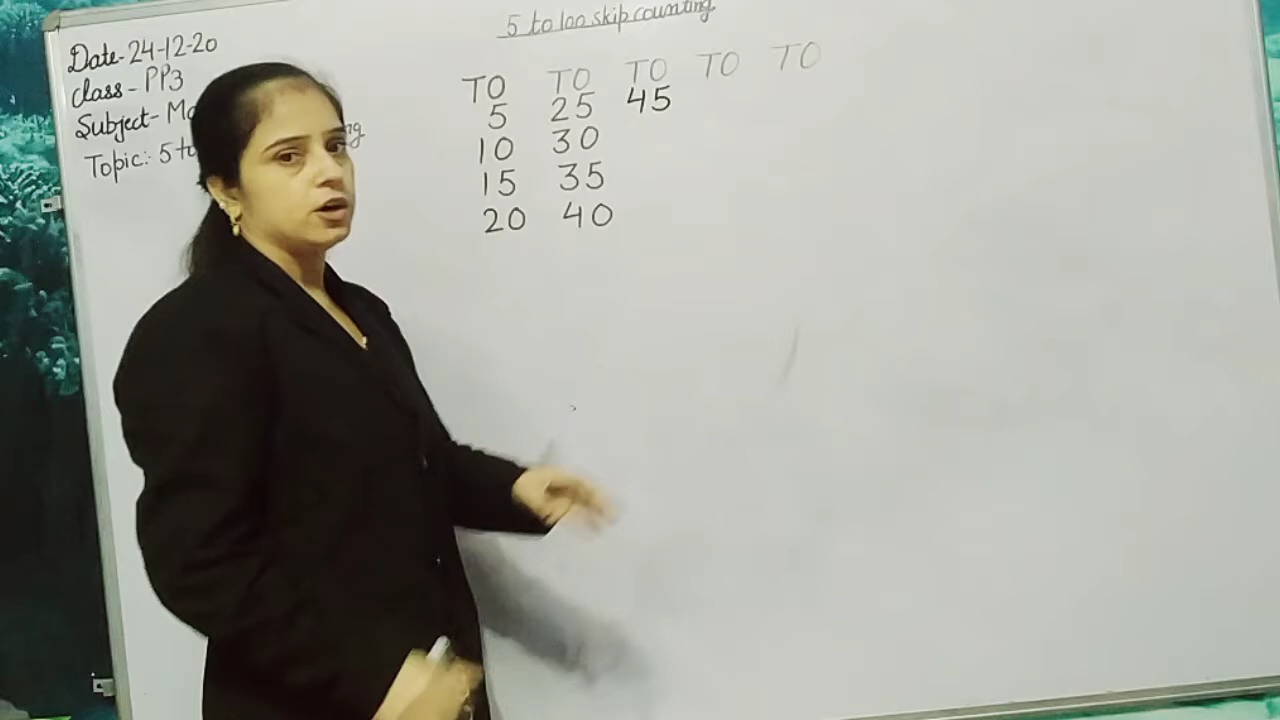 5 to 100 skip counting
Date-24-12-20
Class-PP3
Subject-
Topic: 5 to
TO TO TO TO TO
5 25 45
10 30
15 35
20 40